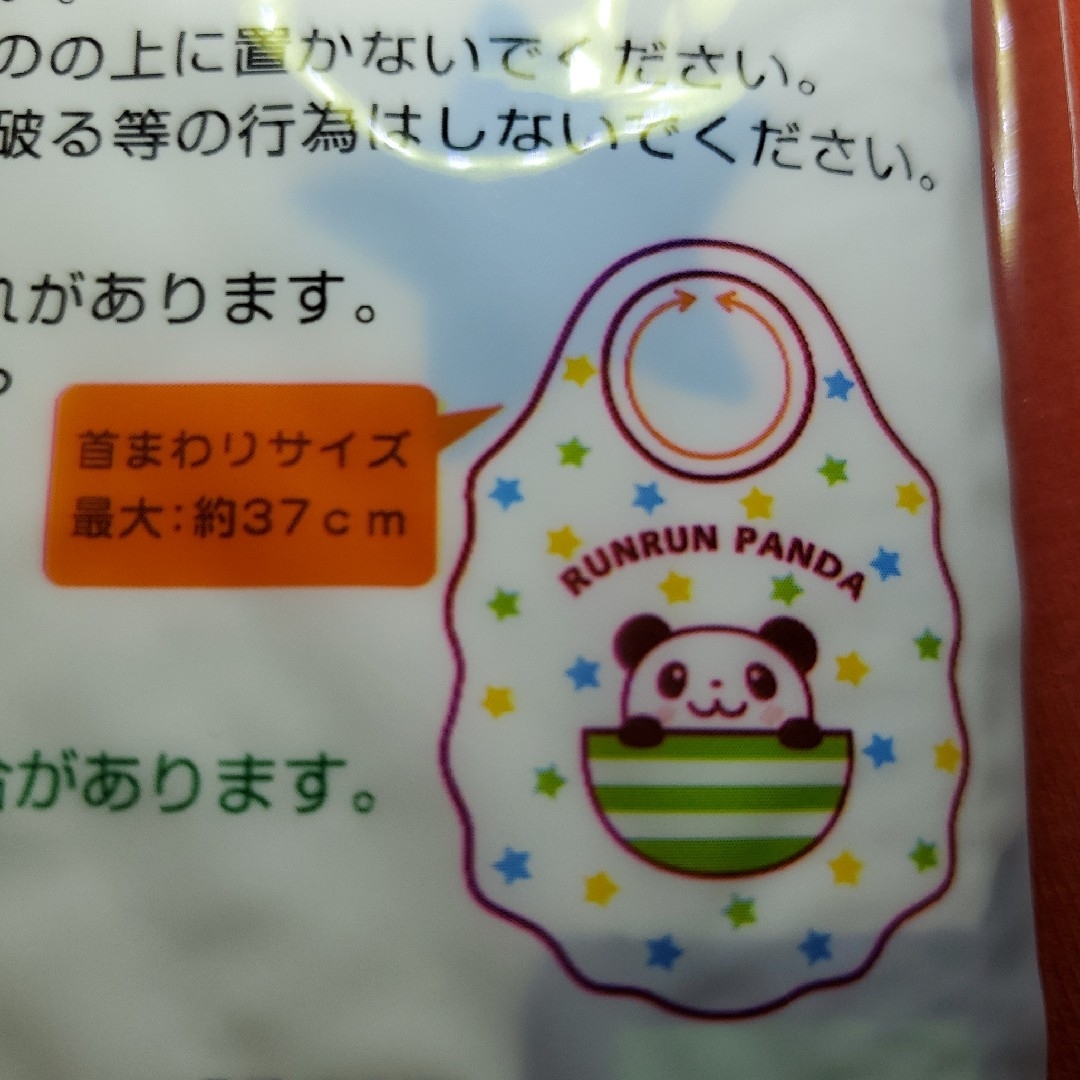 のの上に置かないでください。
破る等の行為はしないでください。
があります。
首まわりサイズ
最大:約37cm
RUNRUN PANDA
があります。